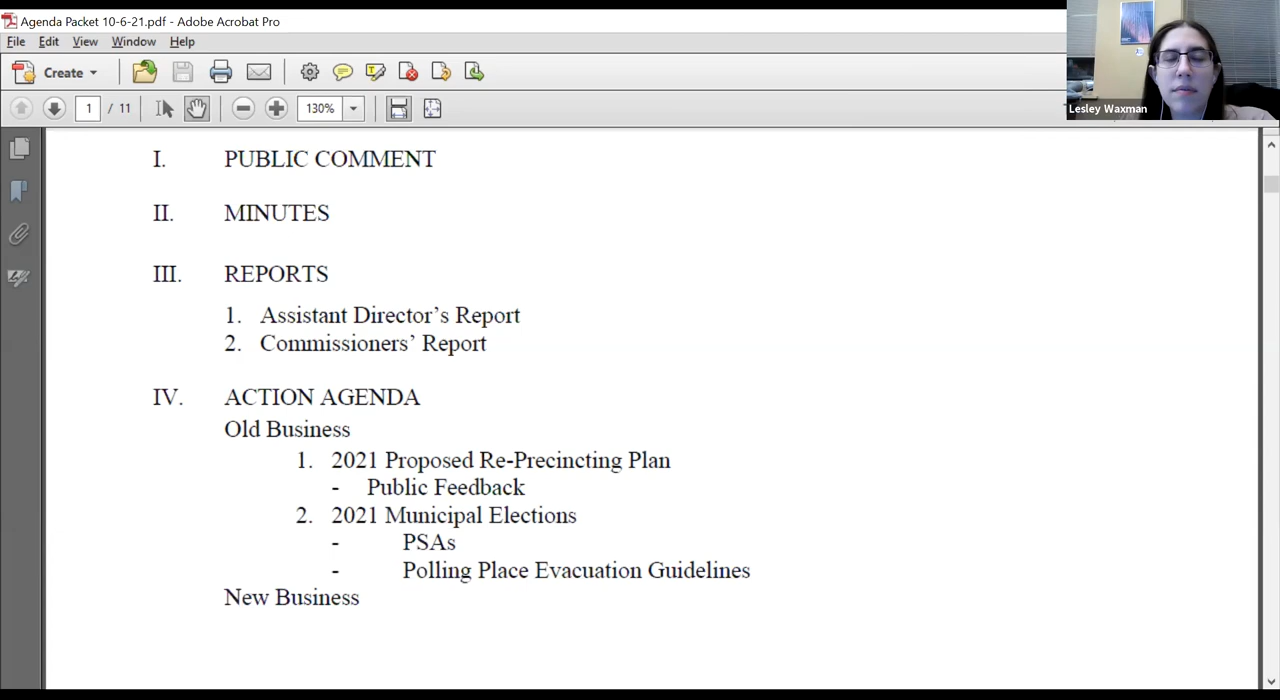 Agenda Packet 10-6-21.pdf - Adobe Acrobat Pro
File Edit View Window Help
Create
1 / 11 130%
Lesley Waxman
I. PUBLIC COMMENT
II. MINUTES
III. REPORTS
1. Assistant Director’s Report
2. Commissioners’ Report
IV. ACTION AGENDA
Old Business
1. 2021 Proposed Re-Precincting Plan
- Public Feedback
2. 2021 Municipal Elections
- PSAs
- Polling Place Evacuation Guidelines
New Business